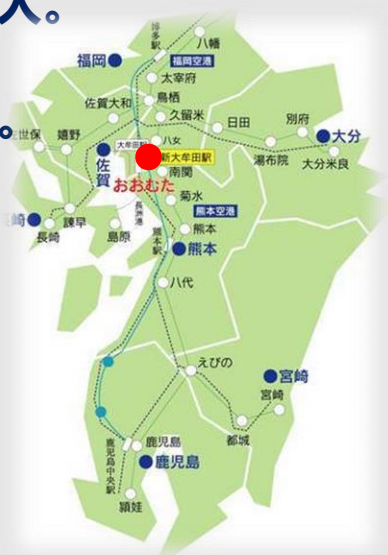 人。
博多駅
八幡
福岡
福岡空港
太宰府
鳥栖
佐賀大和
久留米
日田
別府
大分
世保
嬉野
八女
大牟田駅
新大牟田駅
湯布院
大分米良
佐賀
南関
おおむた
菊水
長洲港
熊本空港
崎
諫早
長崎
島原
熊本駅
熊本
熊本
八代
えびの
宮崎
宮崎
都城
鹿児島中央駅
鹿児島
鹿児島
頴娃